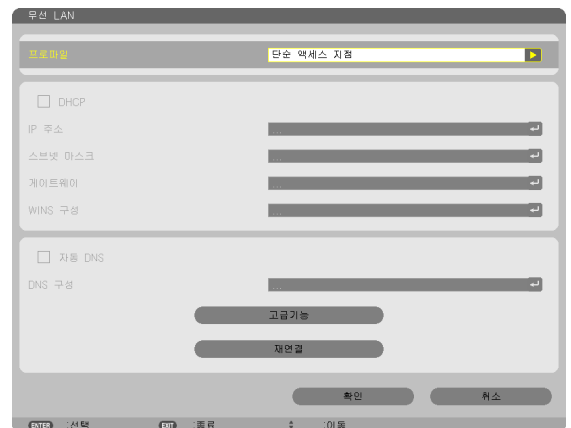 무선 LAN
프로파일 단순 액세스 지점
DHCP
IP 주소 ...
스브넷 마스크 ...
게이트웨이 ...
WINS 구성 ...
자동 DNS
DNS 구성 ...
고급기능
재연결
확인 취소
ENTER :선택 EXIT :종료 :이동